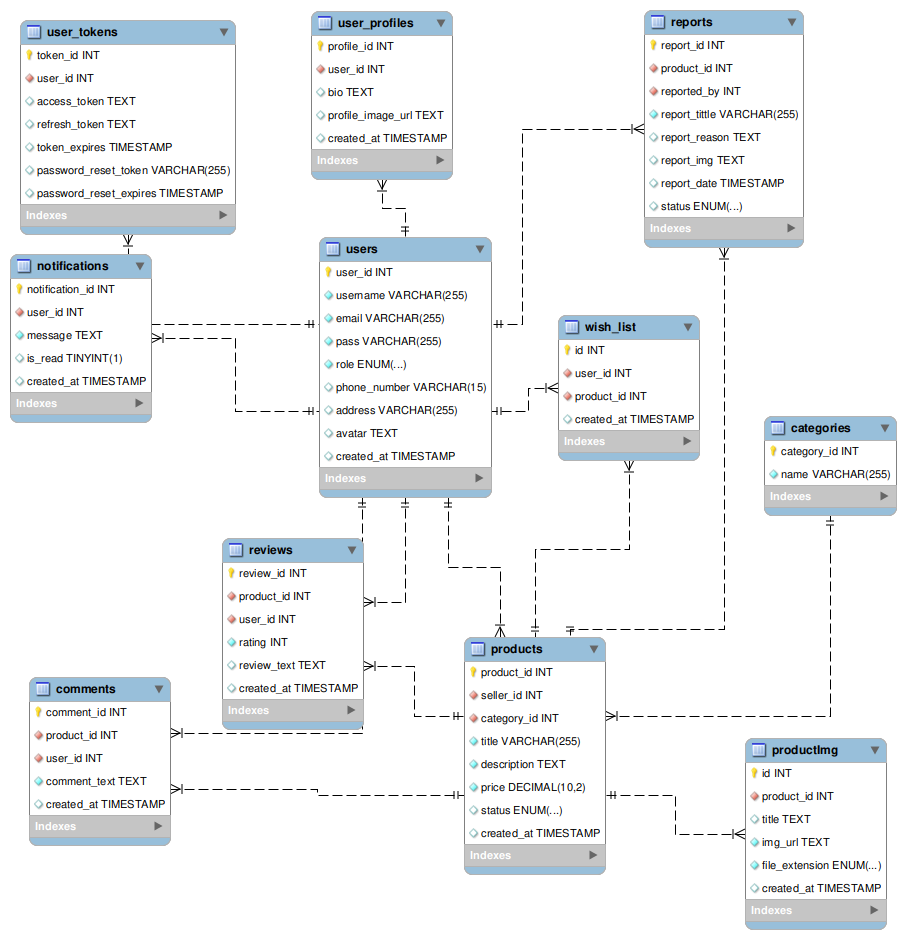 user_tokens
token_id INT
user_id INT
access_token TEXT
refresh_token TEXT
token_expires TIMESTAMP
password_reset_token VARCHAR(255)
password_reset_expires TIMESTAMP
Indexes
user_profiles
profile_id INT
user_id INT
bio TEXT
profile_image_url TEXT
created_at TIMESTAMP
Indexes
reports
report_id INT
product_id INT
reported_by INT
report_tittle VARCHAR(255)
report_reason TEXT
report_img TEXT
report_date TIMESTAMP
status ENUM(...)
Indexes
notifications
notification_id INT
user_id INT
message TEXT
is_read TINYINT(1)
created_at TIMESTAMP
Indexes
users
user_id INT
username VARCHAR(255)
email VARCHAR(255)
pass VARCHAR(255)
role ENUM(...)
phone_number VARCHAR(15)
address VARCHAR(255)
avatar TEXT
created_at TIMESTAMP
Indexes
wish_list
id INT
user_id INT
product_id INT
created_at TIMESTAMP
Indexes
categories
category_id INT
name VARCHAR(255)
Indexes
reviews
review_id INT
product_id INT
user_id INT
rating INT
review_text TEXT
created_at TIMESTAMP
Indexes
comments
comment_id INT
product_id INT
user_id INT
comment_text TEXT
created_at TIMESTAMP
Indexes
products
product_id INT
seller_id INT
category_id INT
title VARCHAR(255)
description TEXT
price DECIMAL(10,2)
status ENUM(...)
created_at TIMESTAMP
Indexes
productImg
id INT
product_id INT
title TEXT
img_url TEXT
file_extension ENUM(...)
created_at TIMESTAMP
Indexes